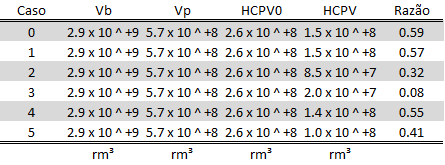 Caso Vb Vp HCPV0 HCPV Razão
0 2.9 x 10 ^ +9 5.7 x 10 ^ +8 2.6 x 10 ^ +8 1.5 x 10 ^ +8 0.59
1 2.9 x 10 ^ +9 5.7 x 10 ^ +8 2.6 x 10 ^ +8 1.5 x 10 ^ +8 0.57
2 2.9 x 10 ^ +9 5.7 x 10 ^ +8 2.6 x 10 ^ +8 8.5 x 10 ^ +7 0.32
3 2.9 x 10 ^ +9 5.7 x 10 ^ +8 2.6 x 10 ^ +8 2.0 x 10 ^ +7 0.08
4 2.9 x 10 ^ +9 5.7 x 10 ^ +8 2.6 x 10 ^ +8 1.4 x 10 ^ +8 0.55
5 2.9 x 10 ^ +9 5.7 x 10 ^ +8 2.6 x 10 ^ +8 1.0 x 10 ^ +8 0.41
rm³ rm³ rm³ rm³